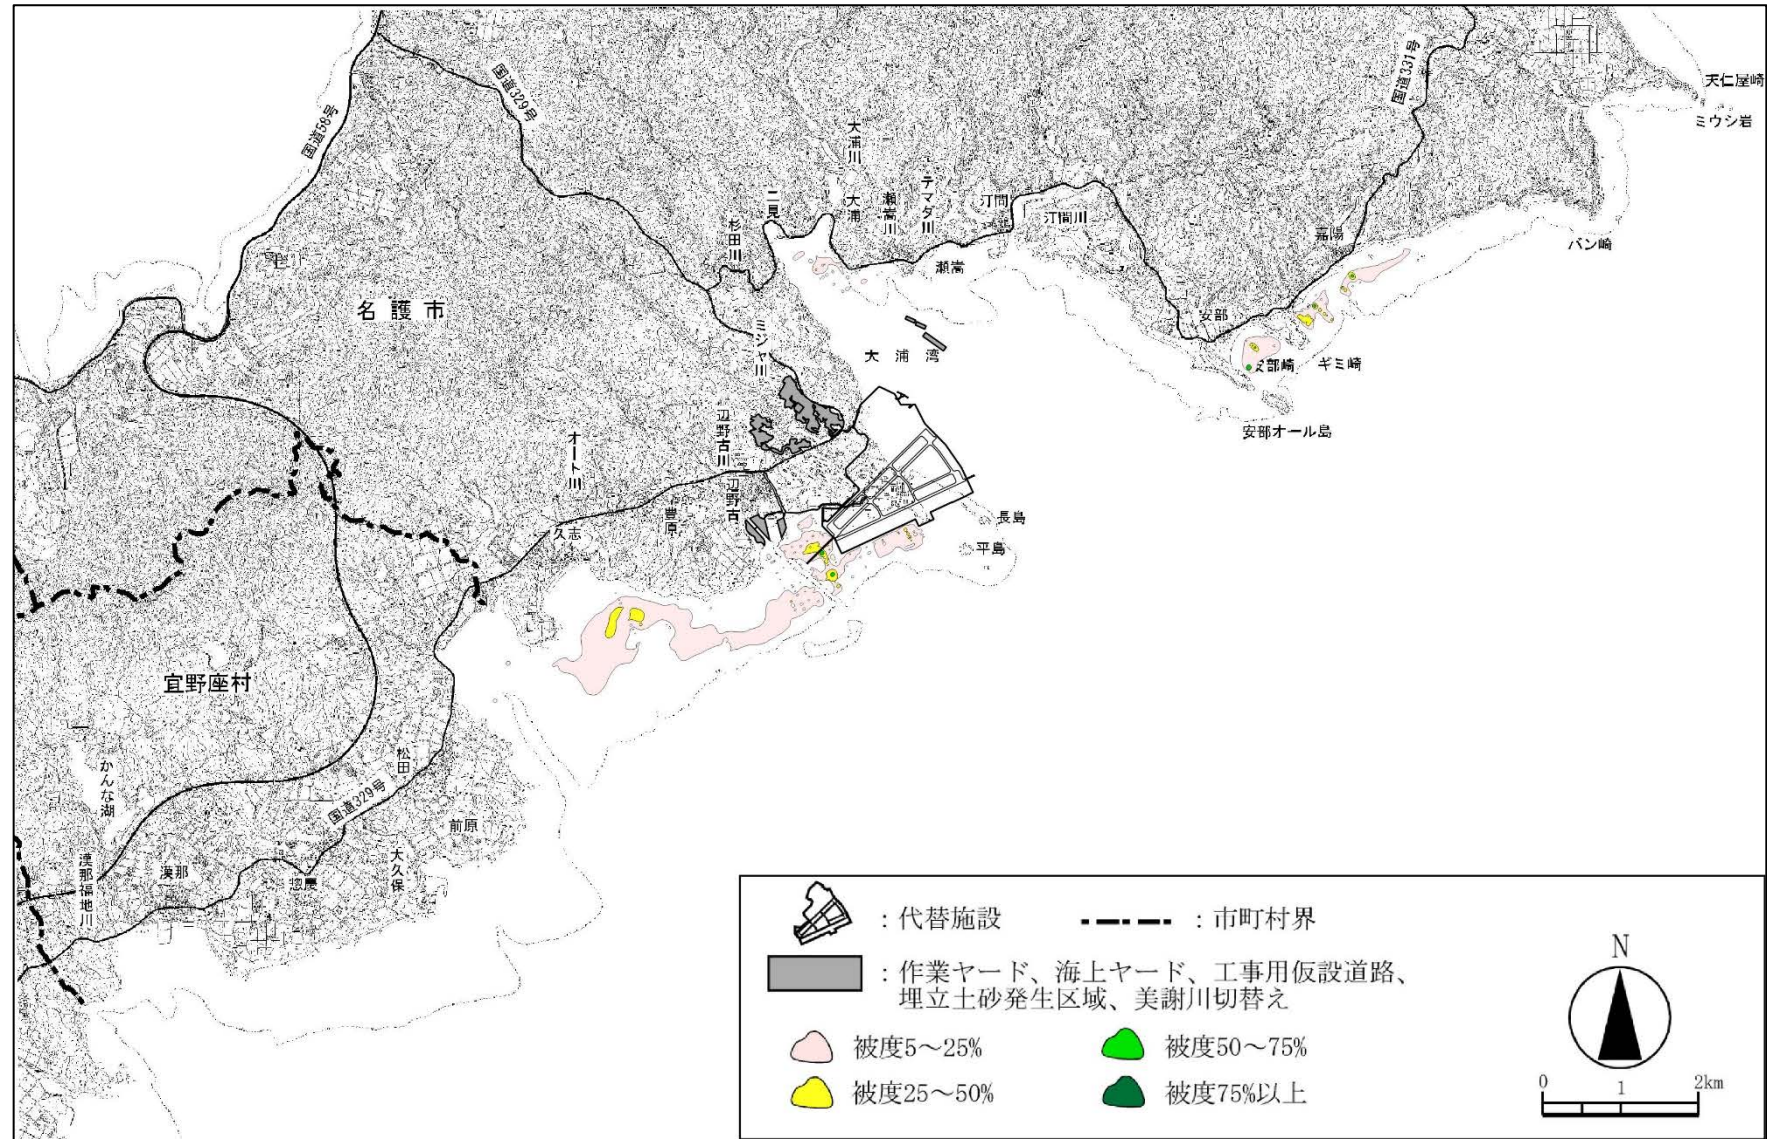 天仁屋崎
ミウシ岩
国道331号
国道329号
国道58号
大浦川
大浦
瀬嵩川
テマダ川
汀間
汀間川
二見
杉田川
瀬嵩
嘉陽
バン崎
名護市
ミジャ川
大浦湾
安部
ギミ崎
安部オール島
辺野古川
辺野古
オート川
豊原
久志
長島
平島
宜野座村
かんな湖
松田
国道329号
前原
大久保
惣慶
漢那
漢那福地川
:代替施設
:市町村界
:作業ヤード、海上ヤード、工事用仮設道路、
埋立土砂発生区域、美謝川切替え
被度5~25%
被度50~75%
被度25~50%
被度75%以上
N
0 1 2km